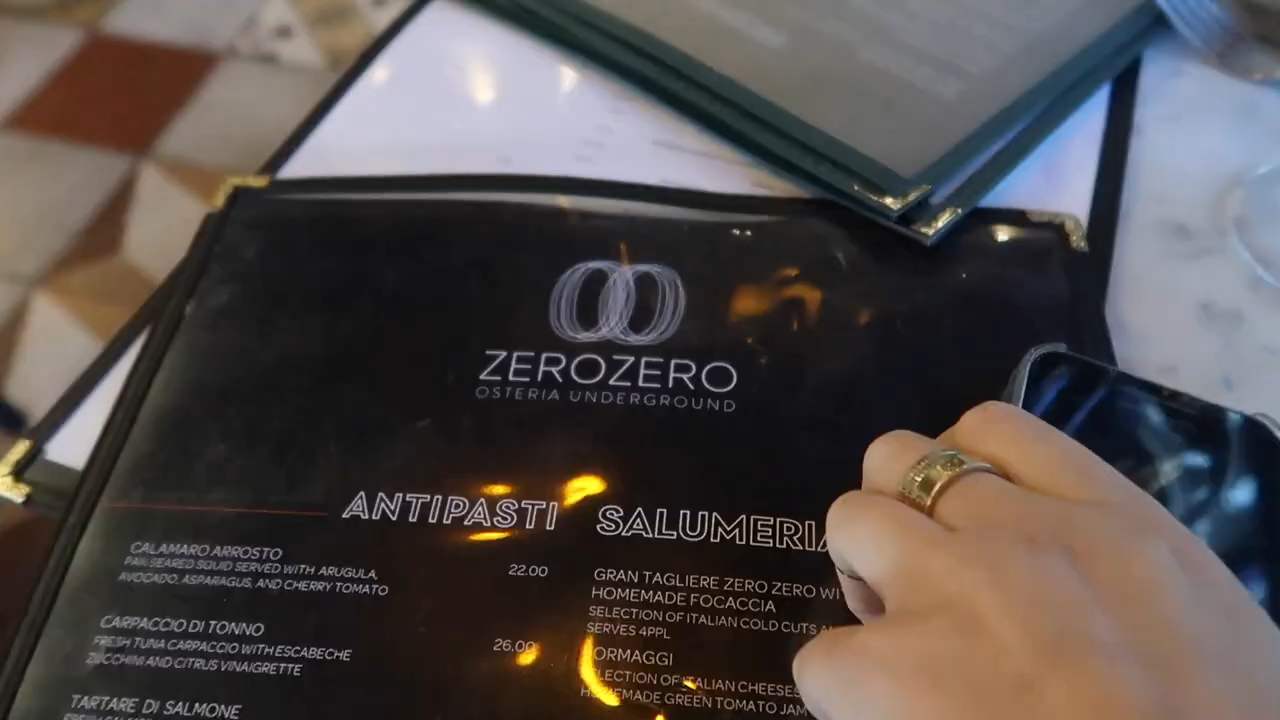 ZEROZERO
OSTERIA UNDERGROUND
ANTIPASTI
CALAMARO ARROSTO
PAN SEARED SQUID SERVED WITH ARUGULA,
AVOCADO, ASPARAGUS, AND CHERRY TOMATO
22.00
CARPACCIO DI TONNO
FRESH TUNA CARPACCIO WITH ESCABECHE
ZUCCHINI AND CITRUS VINAIGRETTE
26.00
TARTARE DI SALMONE
SALUMERIA
GRAN TAGLIERE ZERO ZERO WI
HOMEMADE FOCACCIA
SELECTION OF ITALIAN COLD CUTS
SERVES 4PPL
FORMAGGI
SELECTION OF ITALIAN CHEESES
HOMEMADE GREEN TOMATO JAM